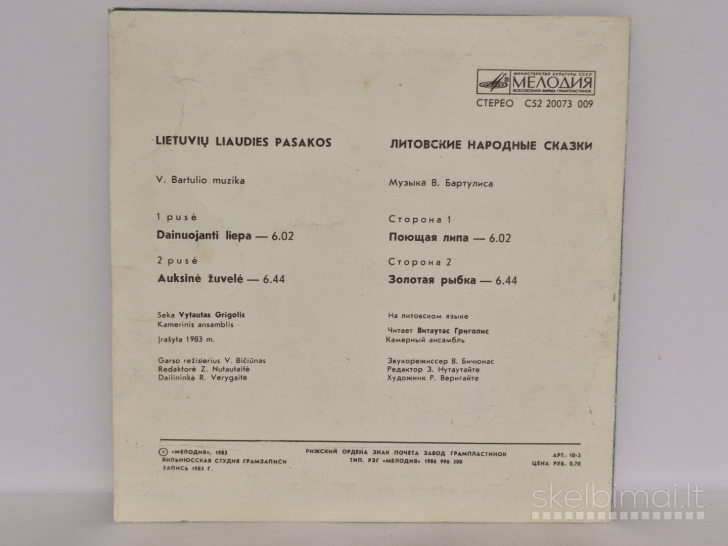 МИНИСТЕРСТВО КУЛЬТУРЫ СССР
МЕЛОДИЯ
ВСЕСОЮЗНАЯ ФИРМА ГРАМПЛАСТИНОК
СТЕРЕО С52 20073 009
LIETUVIŲ LIAUDIES PASAKOS
V. Bartulio muzika
1 pusė
Dainuojanti liepa — 6.02
2 pusė
Auksinė žuvelė — 6.44
Seka Vytautas Grigolis
Kamerinis ansamblis
Įrašyta 1983 m.
Garso režisierius V. Bičiūnas
Redaktorė Z. Nutautaitė
Dailininkė R. Verygaitė
ЛИТОВСКИЕ НАРОДНЫЕ СКАЗКИ
Музыка В. Бартулиса
Сторона 1
Поющая липа — 6.02
Сторона 2
Золотая рыбка — 6.44
На литовском языке
Читает Витаутас Григолис
Камерный ансамбль
Звукорежиссер В. Бичюнас
Редактор З. Нутаутайте
Художник Р. Веригайте
«МЕЛОДИЯ», 1983
ВИЛЬНЮССКАЯ СТУДИЯ ГРАМЗАПИСИ
ЗАПИСЬ 1983 Г.
РИЖСКИЙ ОРДЕНА ЗНАК ПОЧЕТА ЗАВОД ГРАМПЛАСТИНОК
ТИП. РЗГ «МЕЛОДИЯ» 1986 996 500
АРТ. 10-3
ЦЕНА РУБ. 0,70
skelbimai.lt